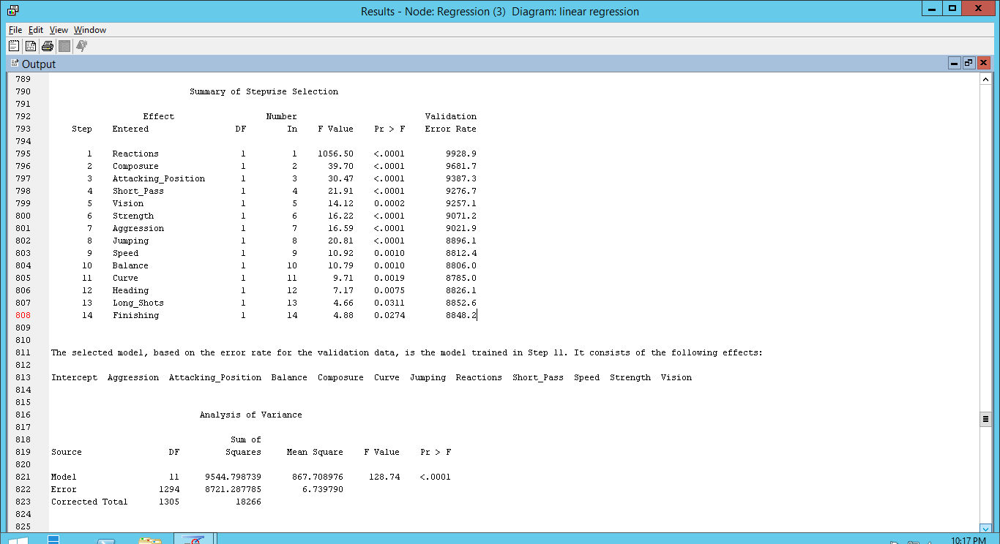 Results - Node: Regression (3)  Diagram: linear regression
File Edit View Window
Output
789
790 Summary of Stepwise Selection
791
792 Effect Number Validation
793 Step Entered DF In F Value Pr > F Error Rate
794
795 1 Reactions 1 1 1056.50 <.0001 9928.9
796 2 Composure 1 2 39.70 <.0001 9681.7
797 3 Attacking_Position 1 3 30.47 <.0001 9387.3
798 4 Short_Pass 1 4 21.91 <.0001 9276.7
799 5 Vision 1 5 14.12 0.0002 9257.1
800 6 Strength 1 6 16.22 <.0001 9071.2
801 7 Aggression 1 7 16.59 <.0001 9021.9
802 8 Jumping 1 8 20.81 <.0001 8896.1
803 9 Speed 1 9 10.92 0.0010 8812.4
804 10 Balance 1 10 10.79 0.0010 8806.0
805 11 Curve 1 11 9.71 0.0019 8785.0
806 12 Heading 1 12 7.17 0.0075 8826.1
807 13 Long_Shots 1 13 4.66 0.0311 8852.6
808 14 Finishing 1 14 4.88 0.0274 8848.2
809
810
811 The selected model, based on the error rate for the validation data, is the model trained in Step 11. It consists of the following effects:
812
813 Intercept Aggression Attacking_Position Balance Composure Curve Jumping Reactions Short_Pass Speed Strength Vision
814
815
816 Analysis of Variance
817
818 Sum of
819 Source DF Squares Mean Square F Value Pr > F
820
821 Model 11 9544.798739 867.708976 128.74 <.0001
822 Error 1294 8721.287785 6.739790
823 Corrected Total 1305 18266
824
825
10:17 PM